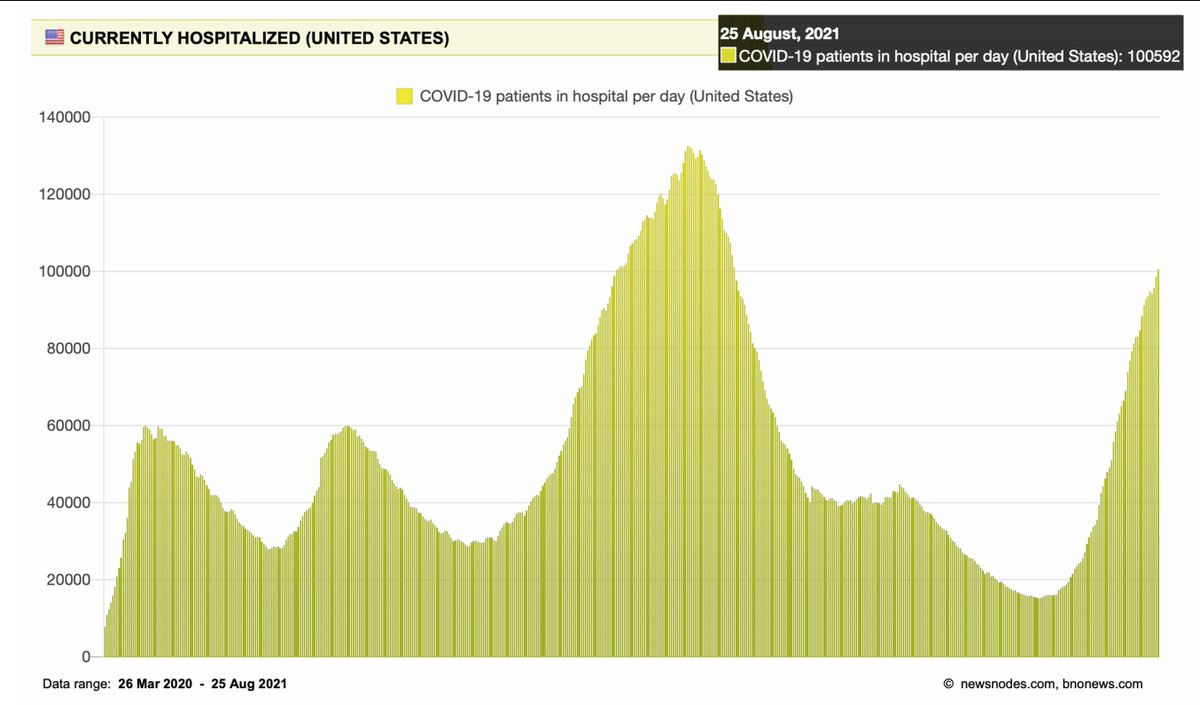 CURRENTLY HOSPITALIZED (UNITED STATES)
25 August, 2021
COVID-19 patients in hospital per day (United States): 100592
COVID-19 patients in hospital per day (United States)
140000
120000
100000
80000
60000
40000
20000
0
Data range: 26 Mar 2020 - 25 Aug 2021
© newsnodes.com, bnonews.com